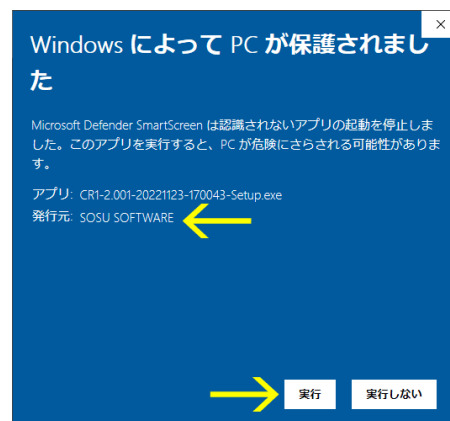 Windows によって PC が保護されまし
た
Microsoft Defender SmartScreen は認識されないアプリの起動を停止しま
した。このアプリを実行すると、PC が危険にさらされる可能性がありま
す。
アプリ: CR1-2.001-20221123-170043-Setup.exe
発行元: SOSU SOFTWARE
実行
実行しない